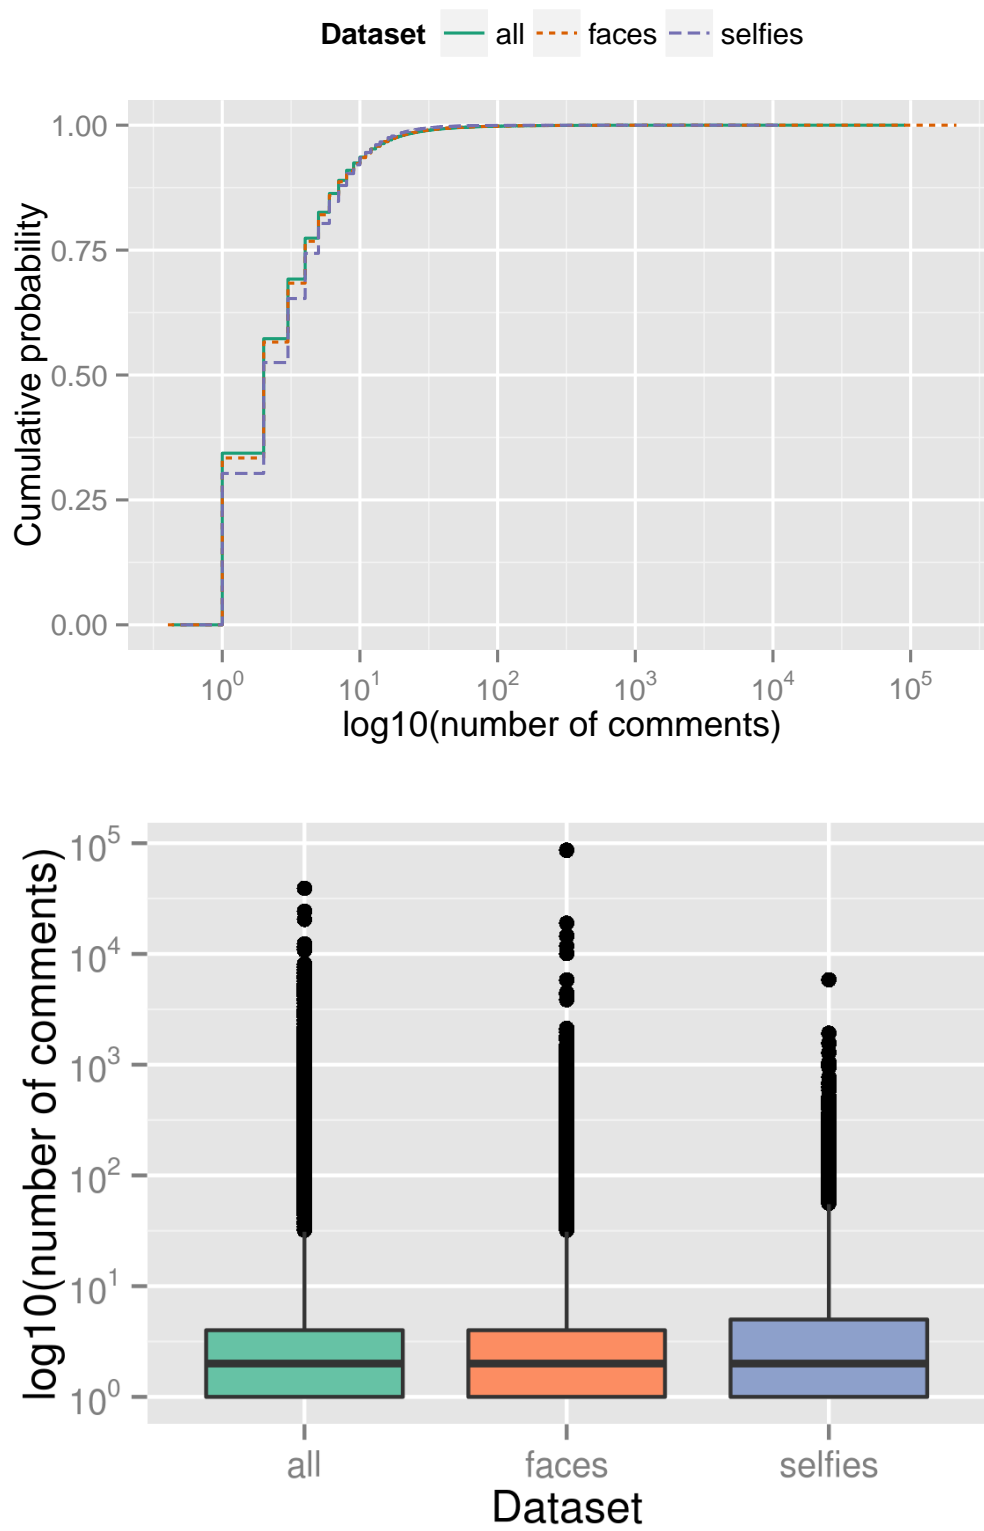 Dataset all faces selfies
1.00
0.75
0.50
0.25
0.00
Cumulative probability
10^0 10^1 10^2 10^3 10^4 10^5
log10(number of comments)
10^5
10^4
10^3
10^2
10^1
10^0
log10(number of comments)
all faces selfies
Dataset